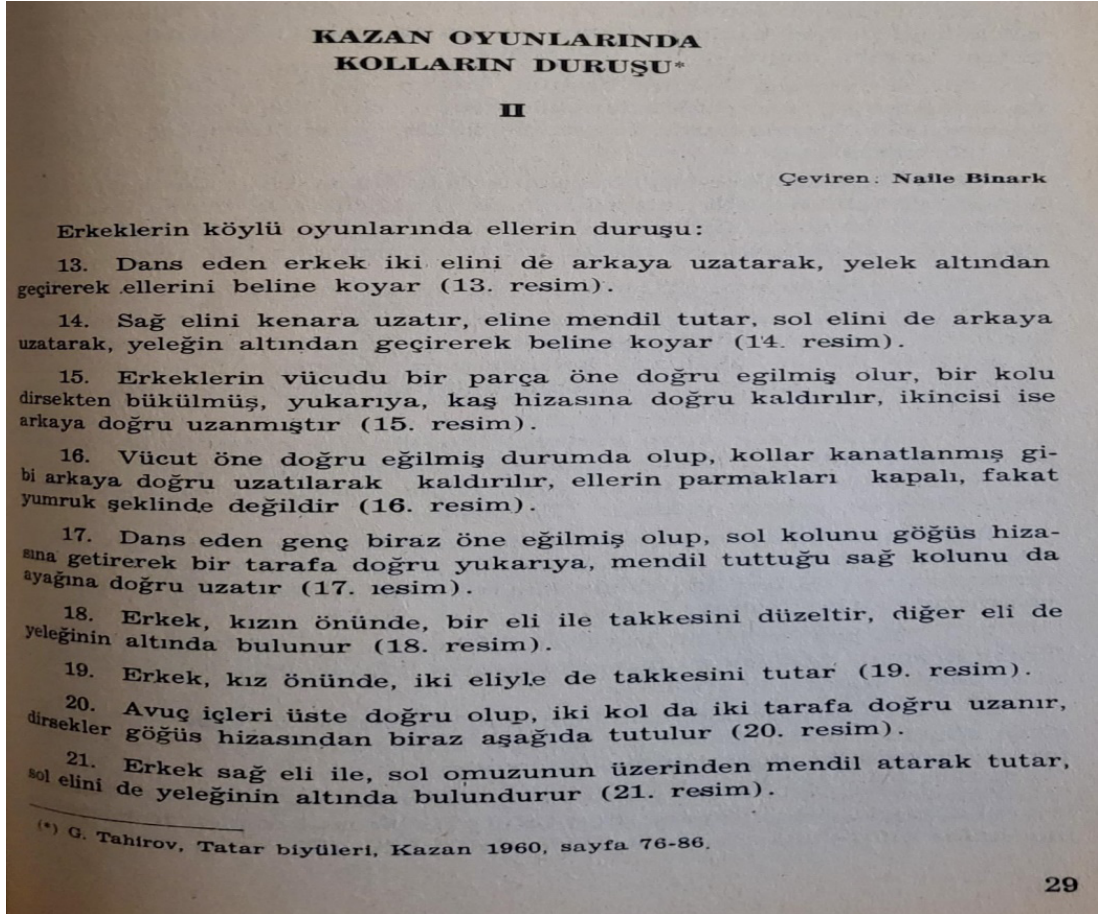 KAZAN OYUNLARINDA
KOLLARIN DURUŞU*
II
Çeviren: Naile Binark
Erkeklerin köylü oyunlarında ellerin duruşu:
13. Dans eden erkek iki elini de arkaya uzatarak, yelek altından
geçirerek ellerini beline koyar (13. resim).
14. Sağ elini kenara uzatır, eline mendil tutar, sol elini de arkaya
uzatarak, yeleğin altından geçirerek beline koyar (14. resim).
15. Erkeklerin vücudu bir parça öne doğru egilmiş olur, bir kolu
dirsekten bükülmüş, yukarıya, kaş hizasına doğru kaldırılır, ikincisi ise
arkaya doğru uzanmıştır (15. resim).
16. Vücut öne doğru eğilmiş durumda olup, kollar kanatlanmış gi-
bi arkaya doğru uzatılarak kaldırılır, ellerin parmakları kapalı, fakat
yumruk şeklinde değildir (16. resim).
17. Dans eden genç biraz öne eğilmiş olup, sol kolunu göğüs hiza-
sına getirerek bir tarafa doğru yukarıya, mendil tuttuğu sağ kolunu da
ayağına doğru uzatır (17. resim).
18. Erkek, kızın önünde, bir eli ile takkesini düzeltir, diğer eli de
yeleğinin altında bulunur (18. resim).
19. Erkek, kız önünde, iki eliyle de takkesini tutar (19. resim).
20. Avuç içleri üste doğru olup, iki kol da iki tarafa doğru uzanır,
dirsekler göğüs hizasından biraz aşağıda tutulur (20. resim).
21. Erkek sağ eli ile, sol omuzunun üzerinden mendil atarak tutar,
sol elini de yeleğinin altında bulundurur (21. resim).
(*) G. Tahirov, Tatar biyüleri, Kazan 1960, sayfa 76-86.
29